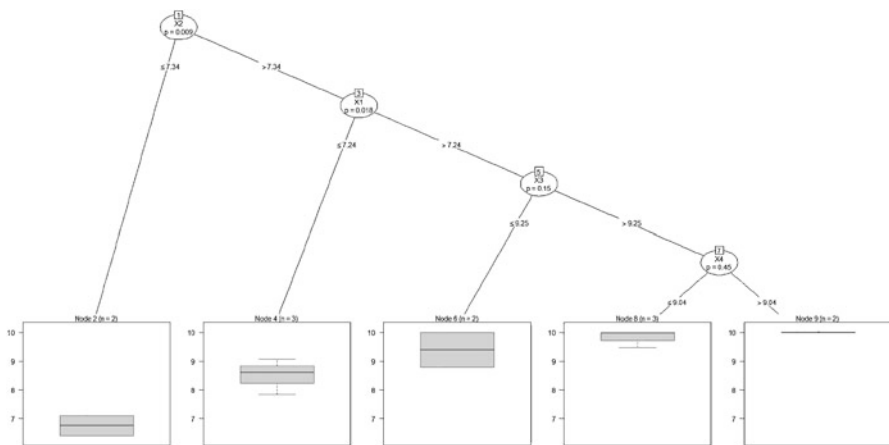 1
X2
p = 0.009
≤ 7.34
> 7.34
3
X1
p = 0.018
≤ 7.24
> 7.24
5
X3
p = 0.15
≤ 9.25
> 9.25
7
X4
p = 0.45
≤ 9.04
> 9.04
Node 2 (n = 2)
10
9
8
7
Node 4 (n = 3)
10
9
8
7
Node 6 (n = 2)
10
9
8
7
Node 8 (n = 3)
10
9
8
7
Node 9 (n = 2)
10
9
8
7